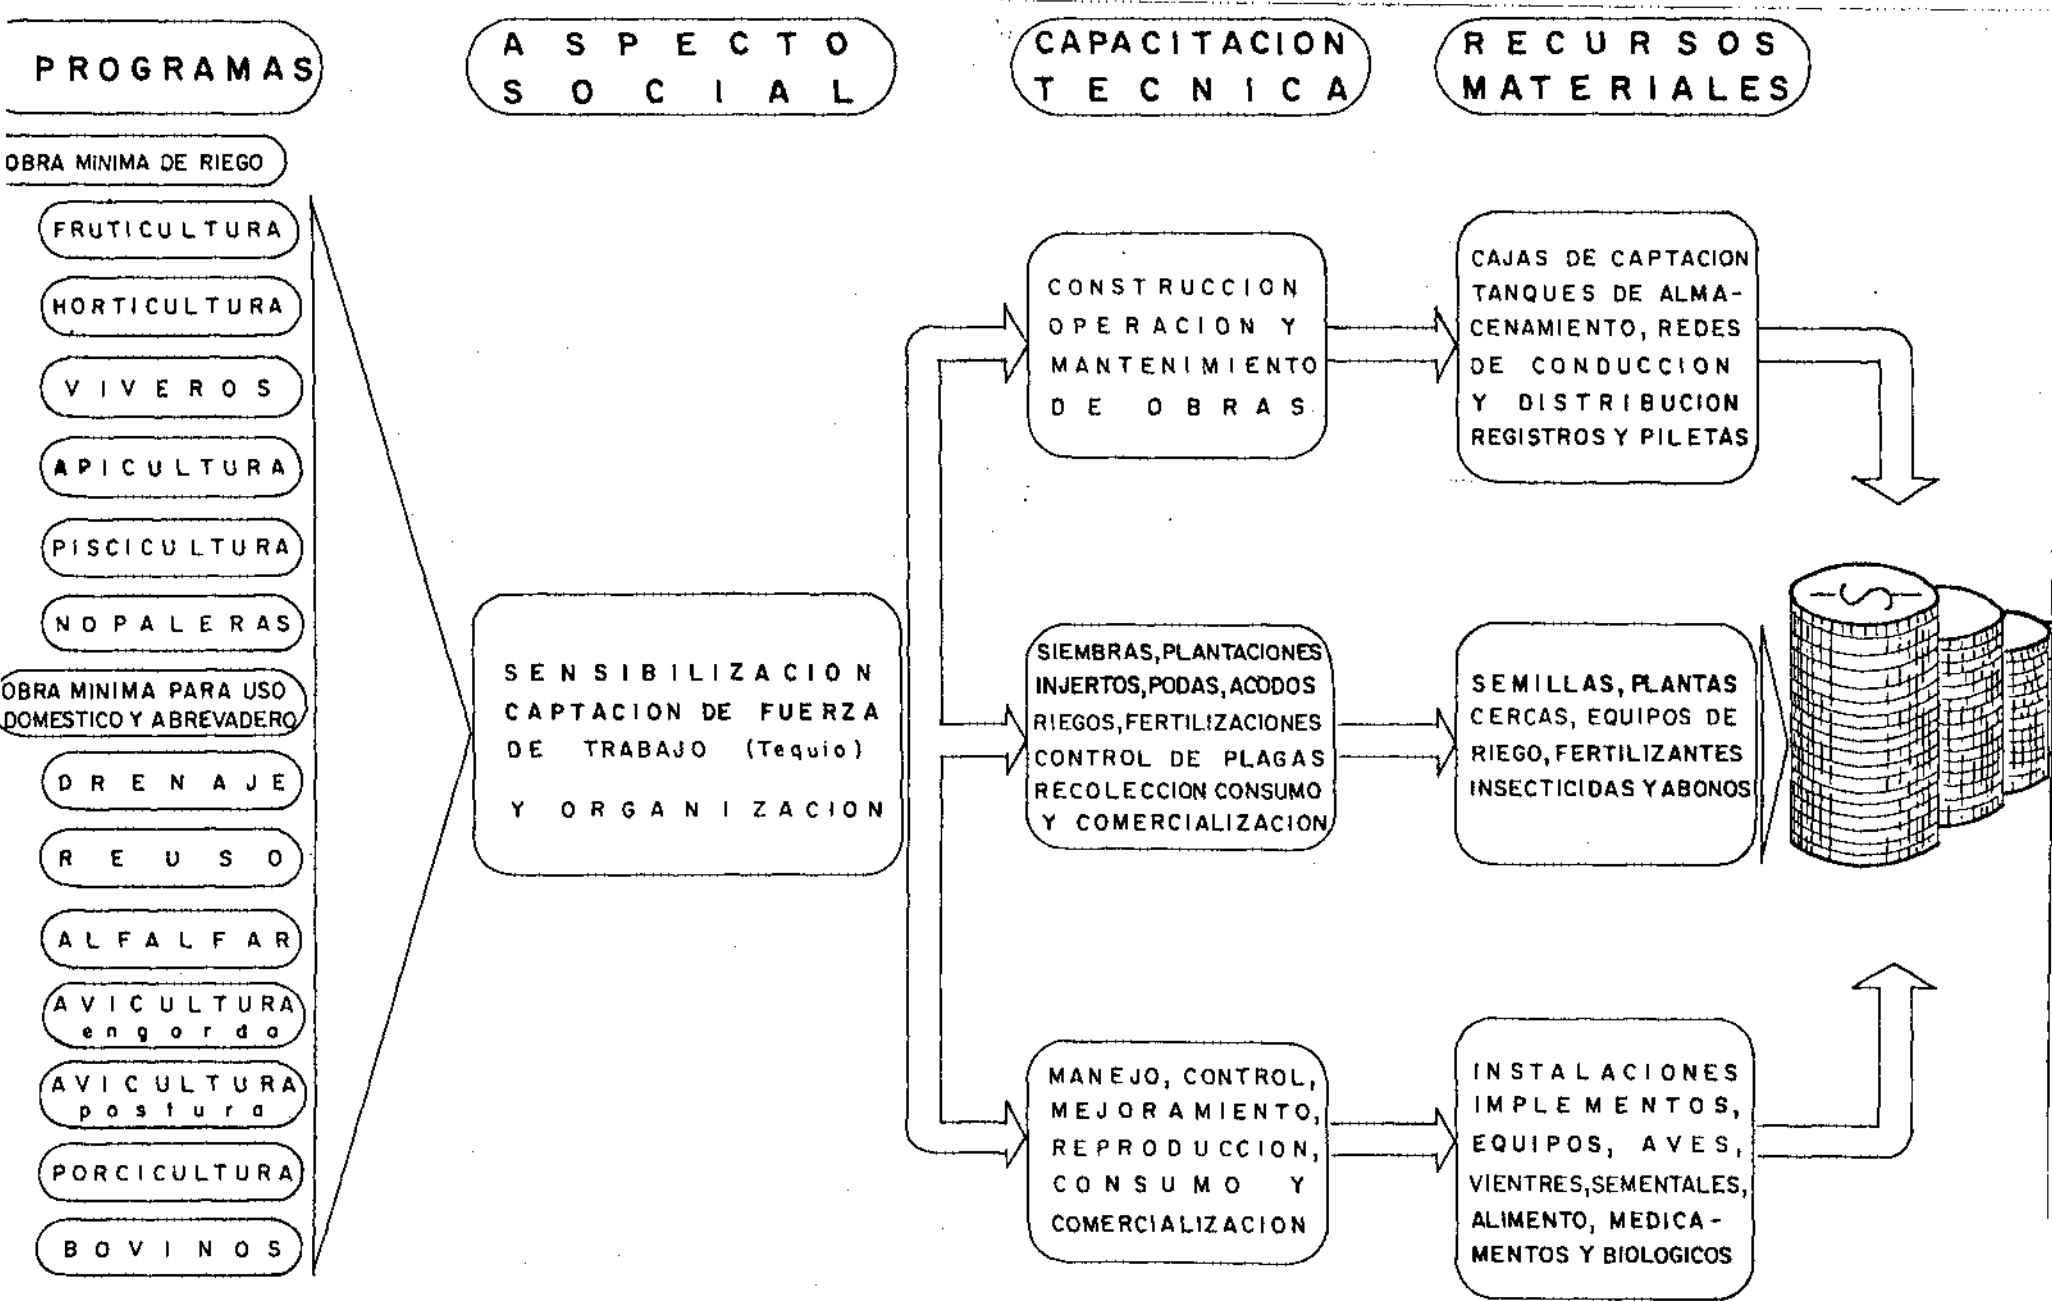 PROGRAMAS
ASPECTO
SOCIAL
CAPACITACION
TECNICA
RECURSOS
MATERIALES
OBRA MINIMA DE RIEGO
FRUTICULTURA
HORTICULTURA
VIVEROS
APICULTURA
PISCICULTURA
NOPALERAS
OBRA MINIMA PARA USO
DOMESTICO Y ABREVADERO
DRENAJE
REUSO
ALFALFAR
AVICULTURA
engorda
AVICULTURA
postura
PORCICULTURA
BOVINOS
SENSIBILIZACION
CAPTACION DE FUERZA
DE TRABAJO (Tequio)
Y ORGANIZACION
CONSTRUCCION
OPERACION Y
MANTENIMIENTO
DE OBRAS
CAJAS DE CAPTACION
TANQUES DE ALMA-
CENAMIENTO, REDES
DE CONDUCCION
Y DISTRIBUCION
REGISTROS Y PILETAS
SIEMBRAS, PLANTACIONES
INJERTOS, PODAS, ACODOS
RIEGOS, FERTILIZACIONES
CONTROL DE PLAGAS
RECOLECCION CONSUMO
Y COMERCIALIZACION
SEMILLAS, PLANTAS
CERCAS, EQUIPOS DE
RIEGO, FERTILIZANTES
INSECTICIDAS Y ABONOS
$
MANEJO, CONTROL,
MEJORAMIENTO,
REPRODUCCION,
CONSUMO Y
COMERCIALIZACION
INSTALACIONES
IMPLEMENTOS,
EQUIPOS, AVES,
VIENTRES, SEMENTALES,
ALIMENTO, MEDICA-
MENTOS Y BIOLOGICOS